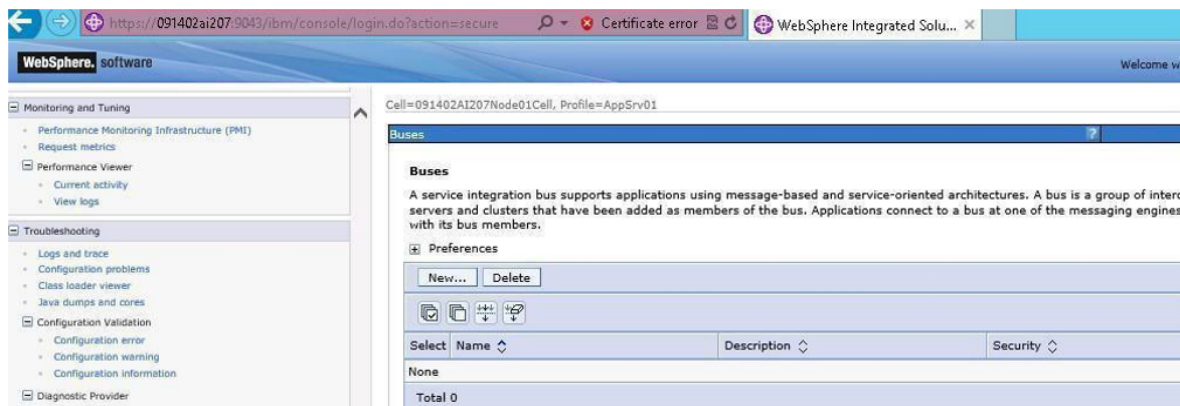 https://091402ai207:9043/ibm/console/login.do?action=secure
Certificate error
WebSphere Integrated Solu...
WebSphere. software
Welcome w
Monitoring and Tuning
Performance Monitoring Infrastructure (PMI)
Request metrics
Performance Viewer
Current activity
View logs
Troubleshooting
Logs and trace
Configuration problems
Class loader viewer
Java dumps and cores
Configuration Validation
Configuration error
Configuration warning
Configuration information
Diagnostic Provider
Cell=091402AI207Node01Cell, Profile=AppSrv01
Buses
?
Buses
A service integration bus supports applications using message-based and service-oriented architectures. A bus is a group of interc
servers and clusters that have been added as members of the bus. Applications connect to a bus at one of the messaging engines
with its bus members.
Preferences
New... Delete
Select Name Description Security
None
Total 0